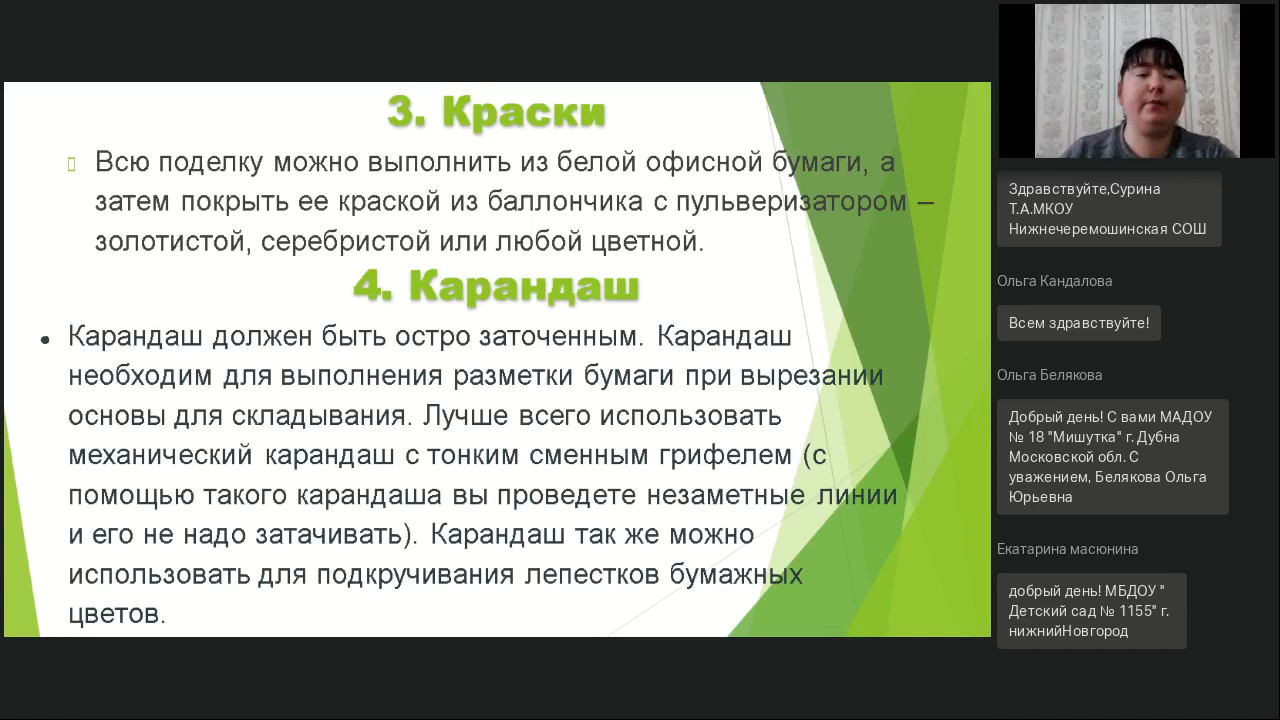 3. Краски
Всю поделку можно выполнить из белой офисной бумаги, а
затем покрыть ее краской из баллончика с пульверизатором –
золотистой, серебристой или любой цветной.
4. Карандаш
• Карандаш должен быть остро заточенным. Карандаш
необходим для выполнения разметки бумаги при вырезании
основы для складывания. Лучше всего использовать
механический карандаш с тонким сменным грифелем (с
помощью такого карандаша вы проведете незаметные линии
и его не надо затачивать). Карандаш так же можно
использовать для подкручивания лепестков бумажных
цветов.
Здравствуйте,Сурина
Т.А.МКОУ
Нижнечеремошинская СОШ
Ольга Кандалова
Всем здравствуйте!
Ольга Белякова
Добрый день! С вами МАДОУ
№ 18 "Мишутка" г. Дубна
Московской обл. С
уважением, Белякова Ольга
Юрьевна
Екатарина масюнина
добрый день! МБДОУ "
Детский сад № 1155" г.
нижнийНовгород